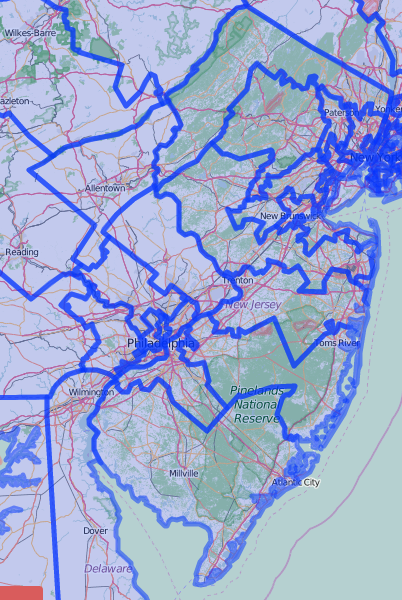 Wilkes-Barre
azleton
Paterson
Yonkers
New York
Allentown
New Brunswick
Reading
Trenton
New Jersey
Philadelphia
Toms River
Wilmington
Pinelands
National
Reserve
Millville
Atlantic City
Dover
Delaware